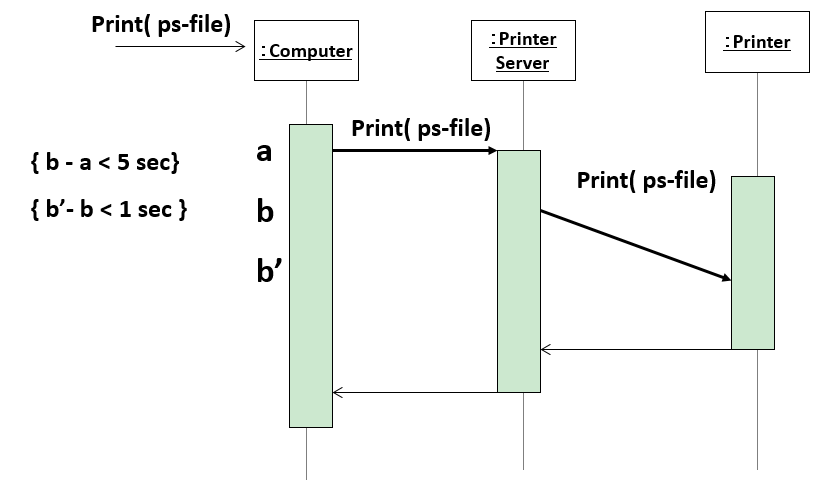 Print( ps-file)
:Computer
:Printer
Server
:Printer
Print( ps-file)
a
{ b - a < 5 sec}
Print( ps-file)
{ b’- b < 1 sec }
b
b’